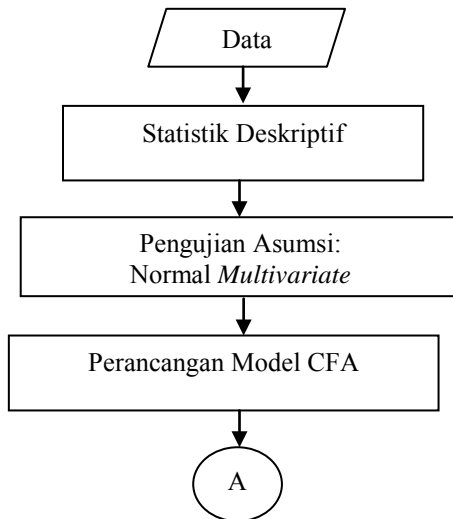 Data
Statistik Deskriptif
Pengujian Asumsi:
Normal Multivariate
Perancangan Model CFA
A